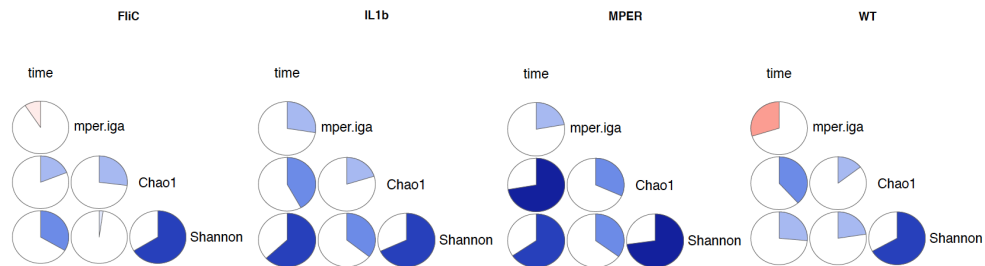 FliC IL1b MPER WT
time time time time
mper.iga mper.iga mper.iga mper.iga
Chao1 Chao1 Chao1 Chao1
Shannon Shannon Shannon Shannon